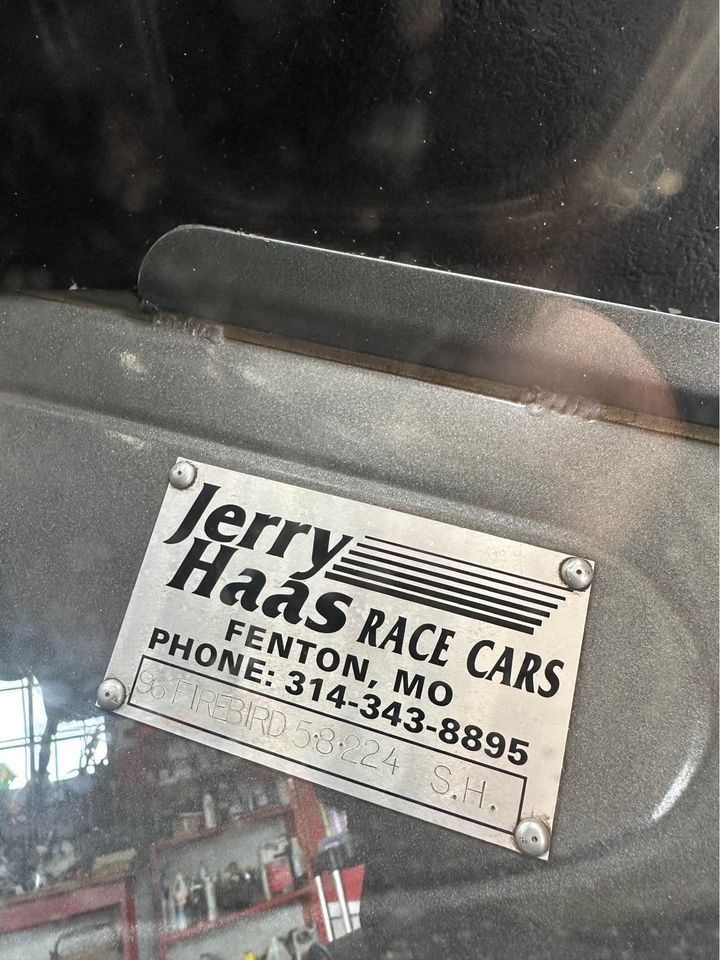 Jerry
Haas RACE CARS
FENTON, MO
PHONE: 314-343-8895
96 FIREBIRD 5·8·224 S.H.